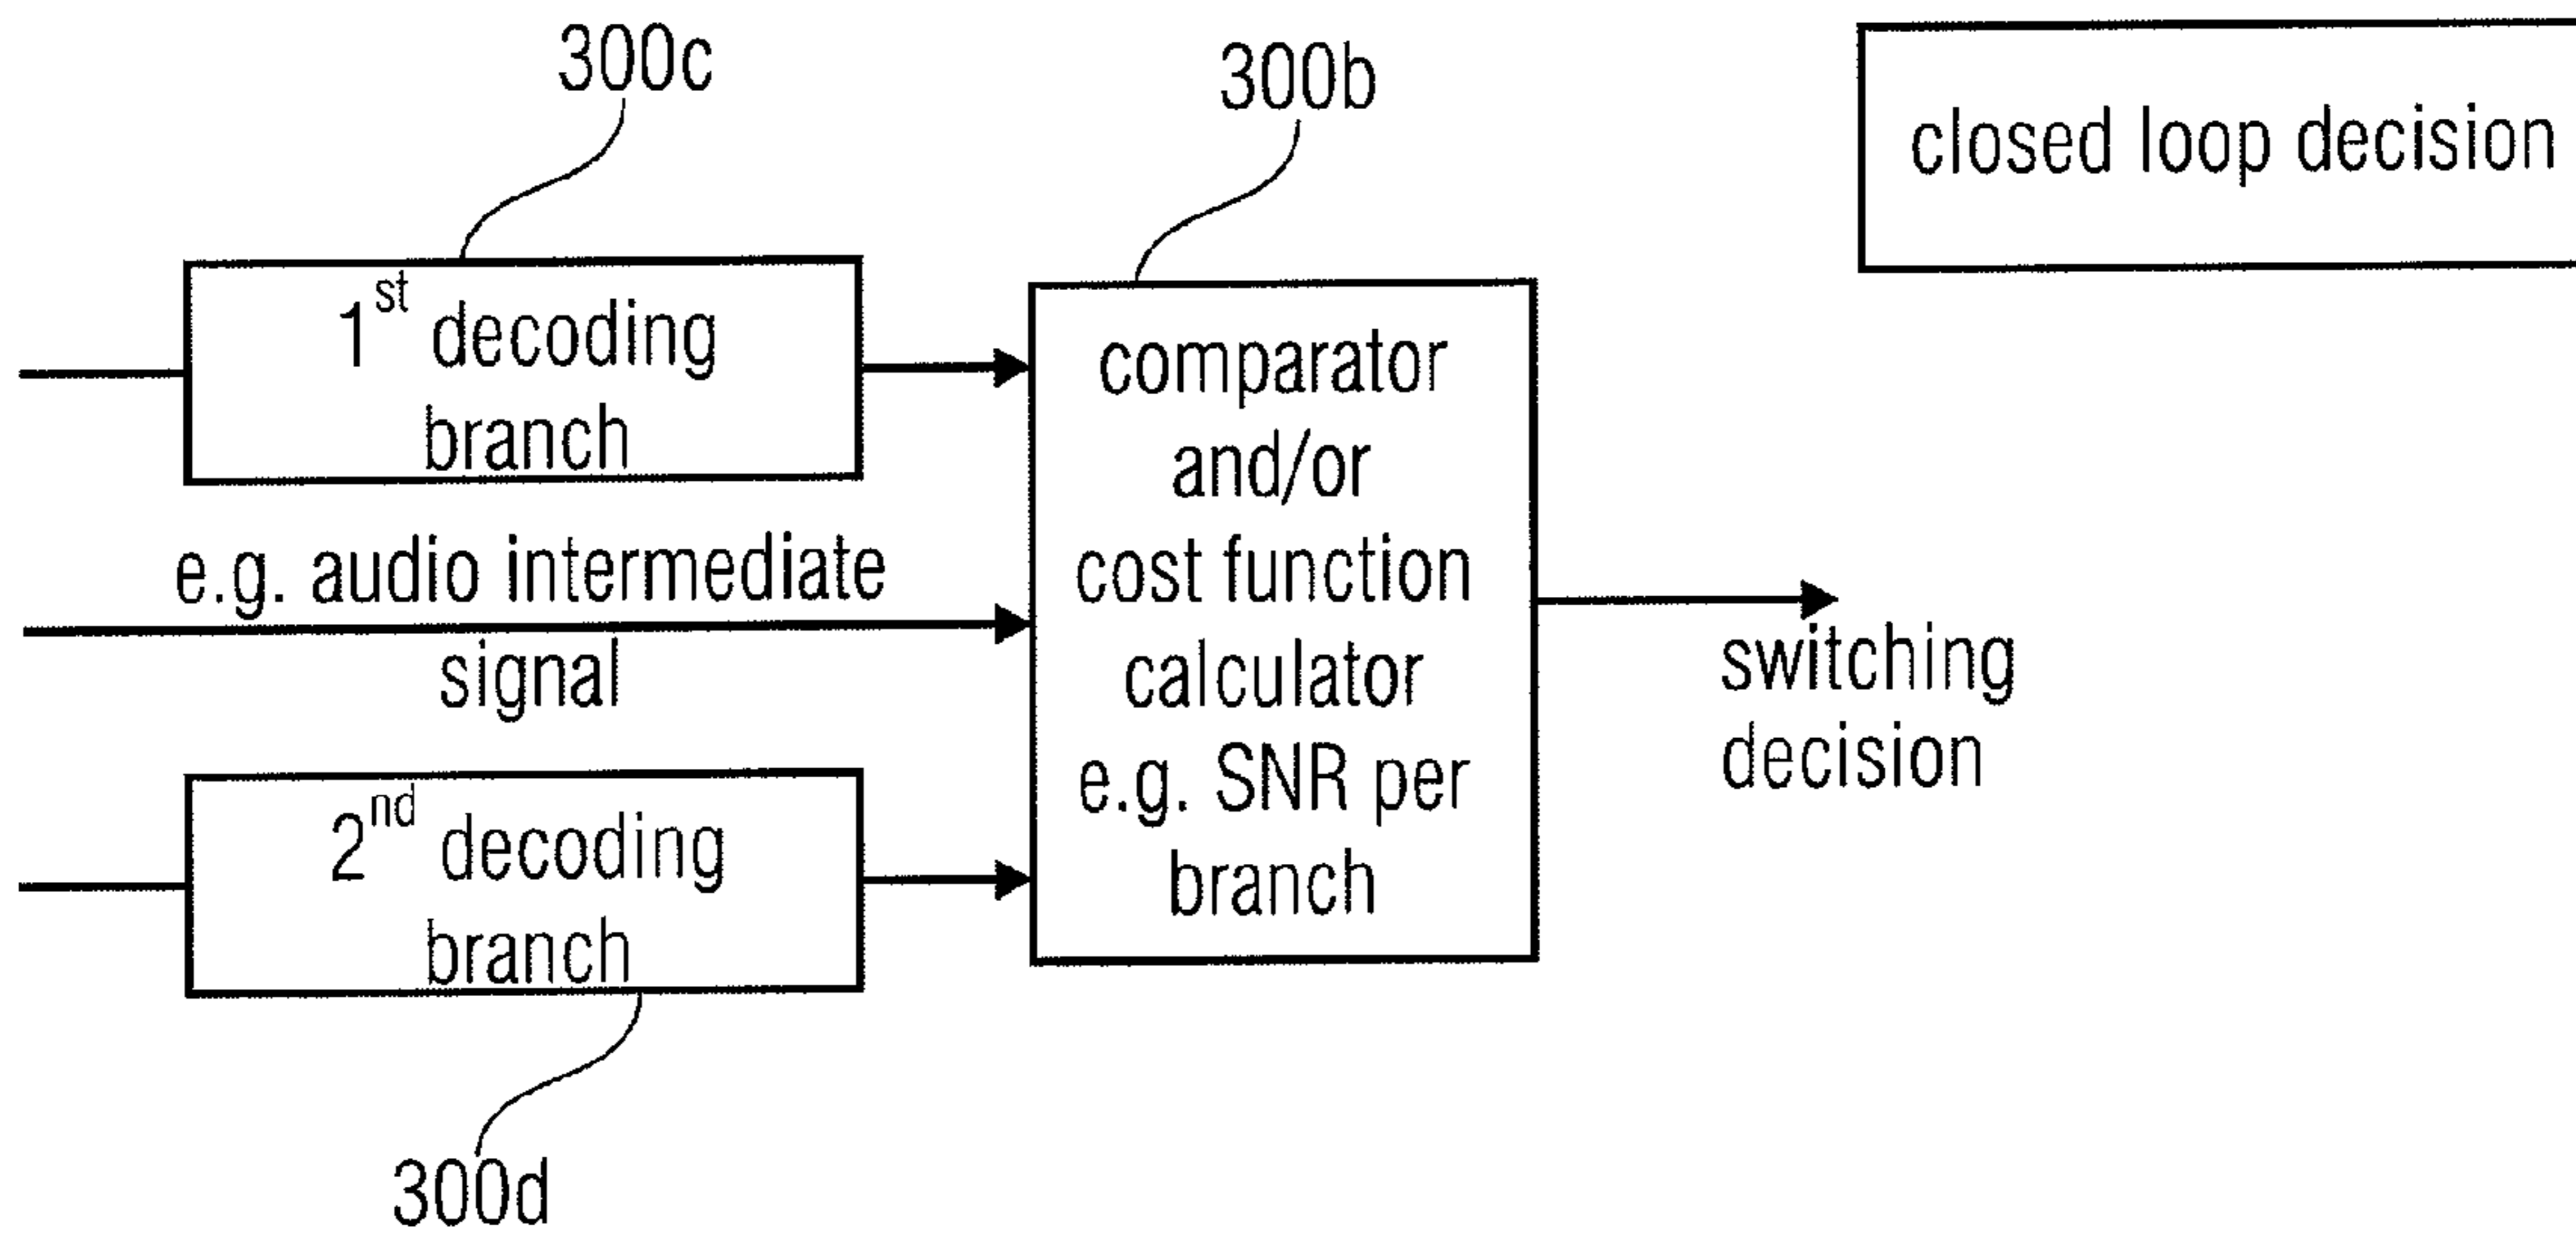 300c
300b
closed loop decision
1st decoding
branch
e.g. audio intermediate
signal
2nd decoding
branch
comparator
and/or
cost function
calculator
e.g. SNR per
branch
switching
decision
300d